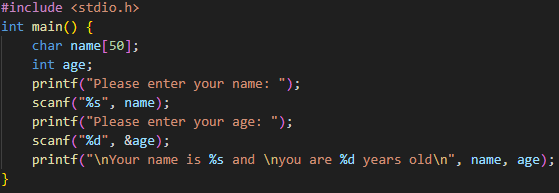 #include <stdio.h>
int main() {
    char name[50];
    int age;
    printf("Please enter your name: ");
    scanf("%s", name);
    printf("Please enter your age: ");
    scanf("%d", &age);
    printf("\nYour name is %s and \nyou are %d years old\n", name, age);
}